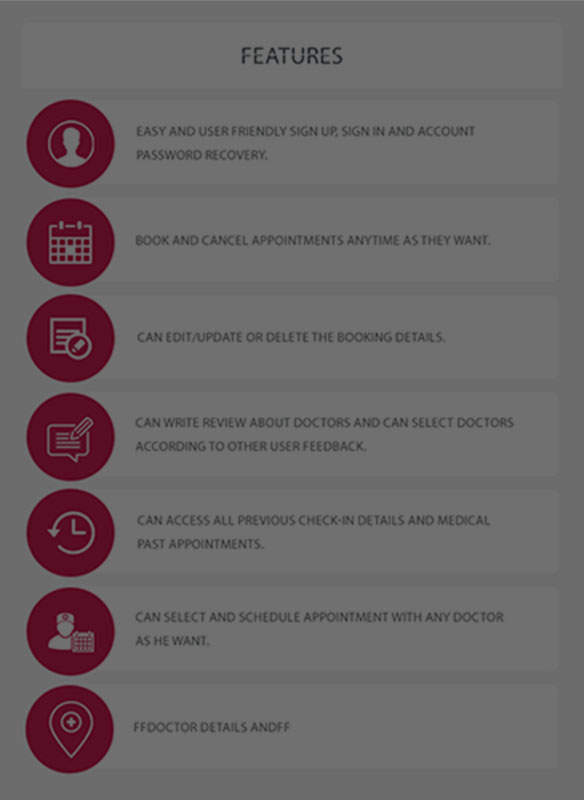 FEATURES
EASY AND USER FRIENDLY SIGN UP, SIGN IN AND ACCOUNT
PASSWORD RECOVERY.
BOOK AND CANCEL APPOINTMENTS ANYTIME AS THEY WANT.
CAN EDIT/UPDATE OR DELETE THE BOOKING DETAILS.
CAN WRITE REVIEW ABOUT DOCTORS AND CAN SELECT DOCTORS
ACCORDING TO OTHER USER FEEDBACK.
CAN ACCESS ALL PREVIOUS CHECK-IN DETAILS AND MEDICAL
PAST APPOINTMENTS.
CAN SELECT AND SCHEDULE APPOINTMENT WITH ANY DOCTOR
AS HE WANT.
FFDOCTOR DETAILS ANDFF